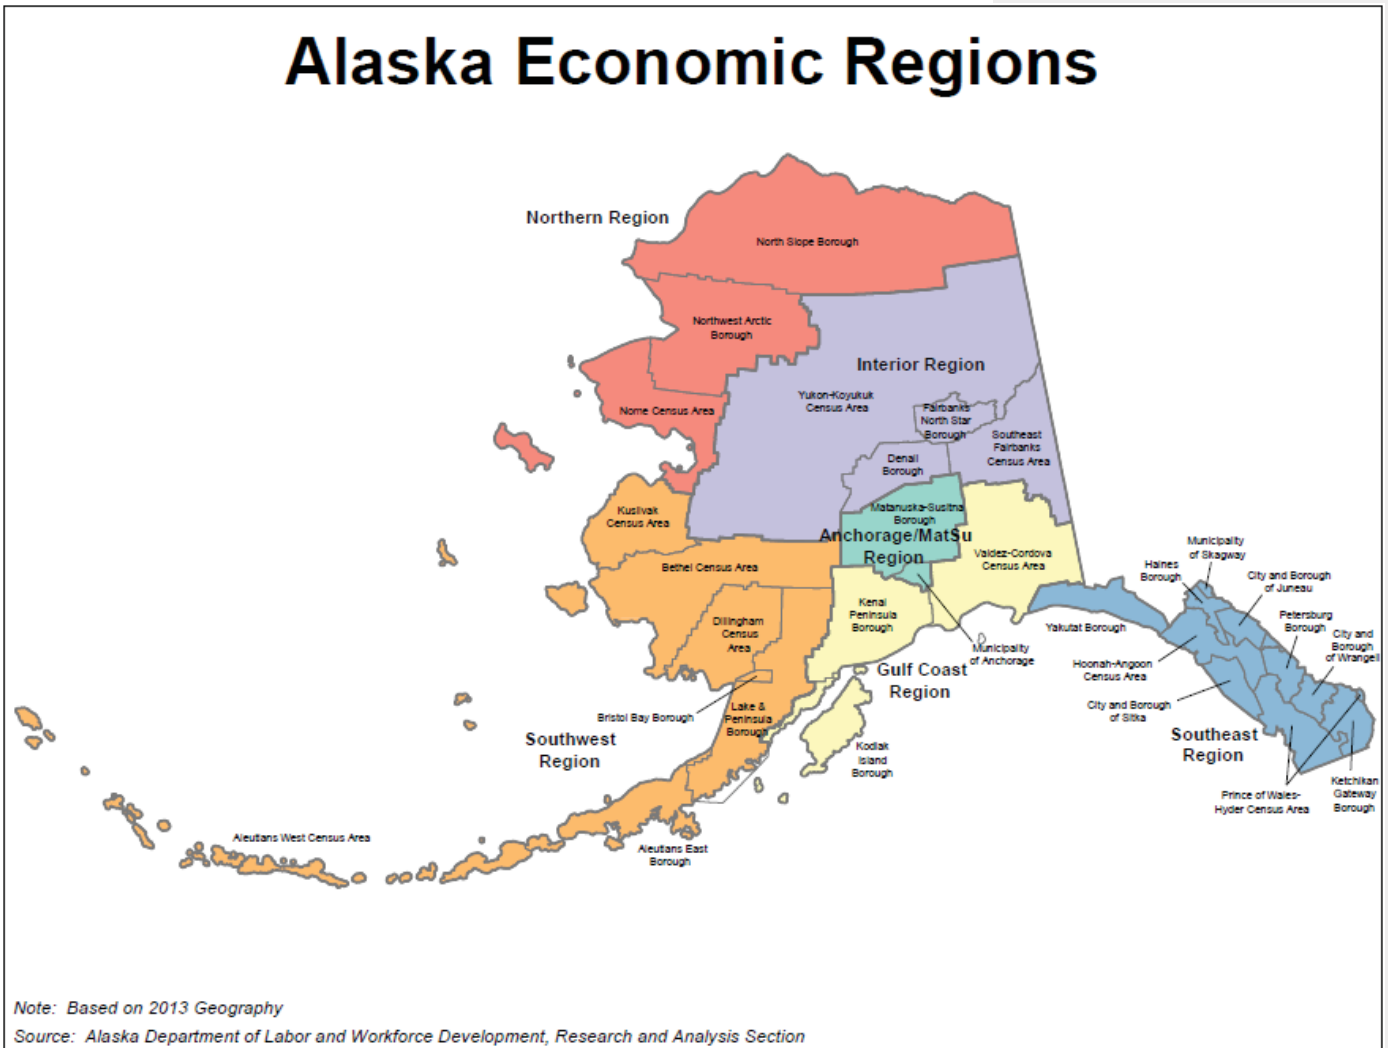 Alaska Economic Regions
Northern Region
North Slope Borough
Northwest Arctic
Borough
Nome Census Area
Interior Region
Yukon-Koyukuk
Census Area
Fairbanks
North Star
Borough
Southeast
Fairbanks
Census Area
Denali
Borough
Kusilvak
Census Area
Matanuska-Susitna
Borough
Anchorage/MatSu
Region
Valdez-Cordova
Census Area
Bethel Census Area
Dillingham
Census
Area
Kenai
Peninsula
Borough
Municipality
of Anchorage
Gulf Coast
Region
Bristol Bay Borough
Lake &
Peninsula
Borough
Southwest
Region
Kodiak
Island
Borough
Aleutians West Census Area
Aleutians East
Borough
Municipality
of Skagway
Haines
Borough
City and Borough
of Juneau
Petersburg
Borough
City and
Borough
of Wrangell
Yakutat Borough
Hoonah-Angoon
Census Area
City and Borough
of Sitka
Southeast
Region
Prince of Wales-
Hyder Census Area
Ketchikan
Gateway
Borough
Note: Based on 2013 Geography
Source: Alaska Department of Labor and Workforce Development, Research and Analysis Section